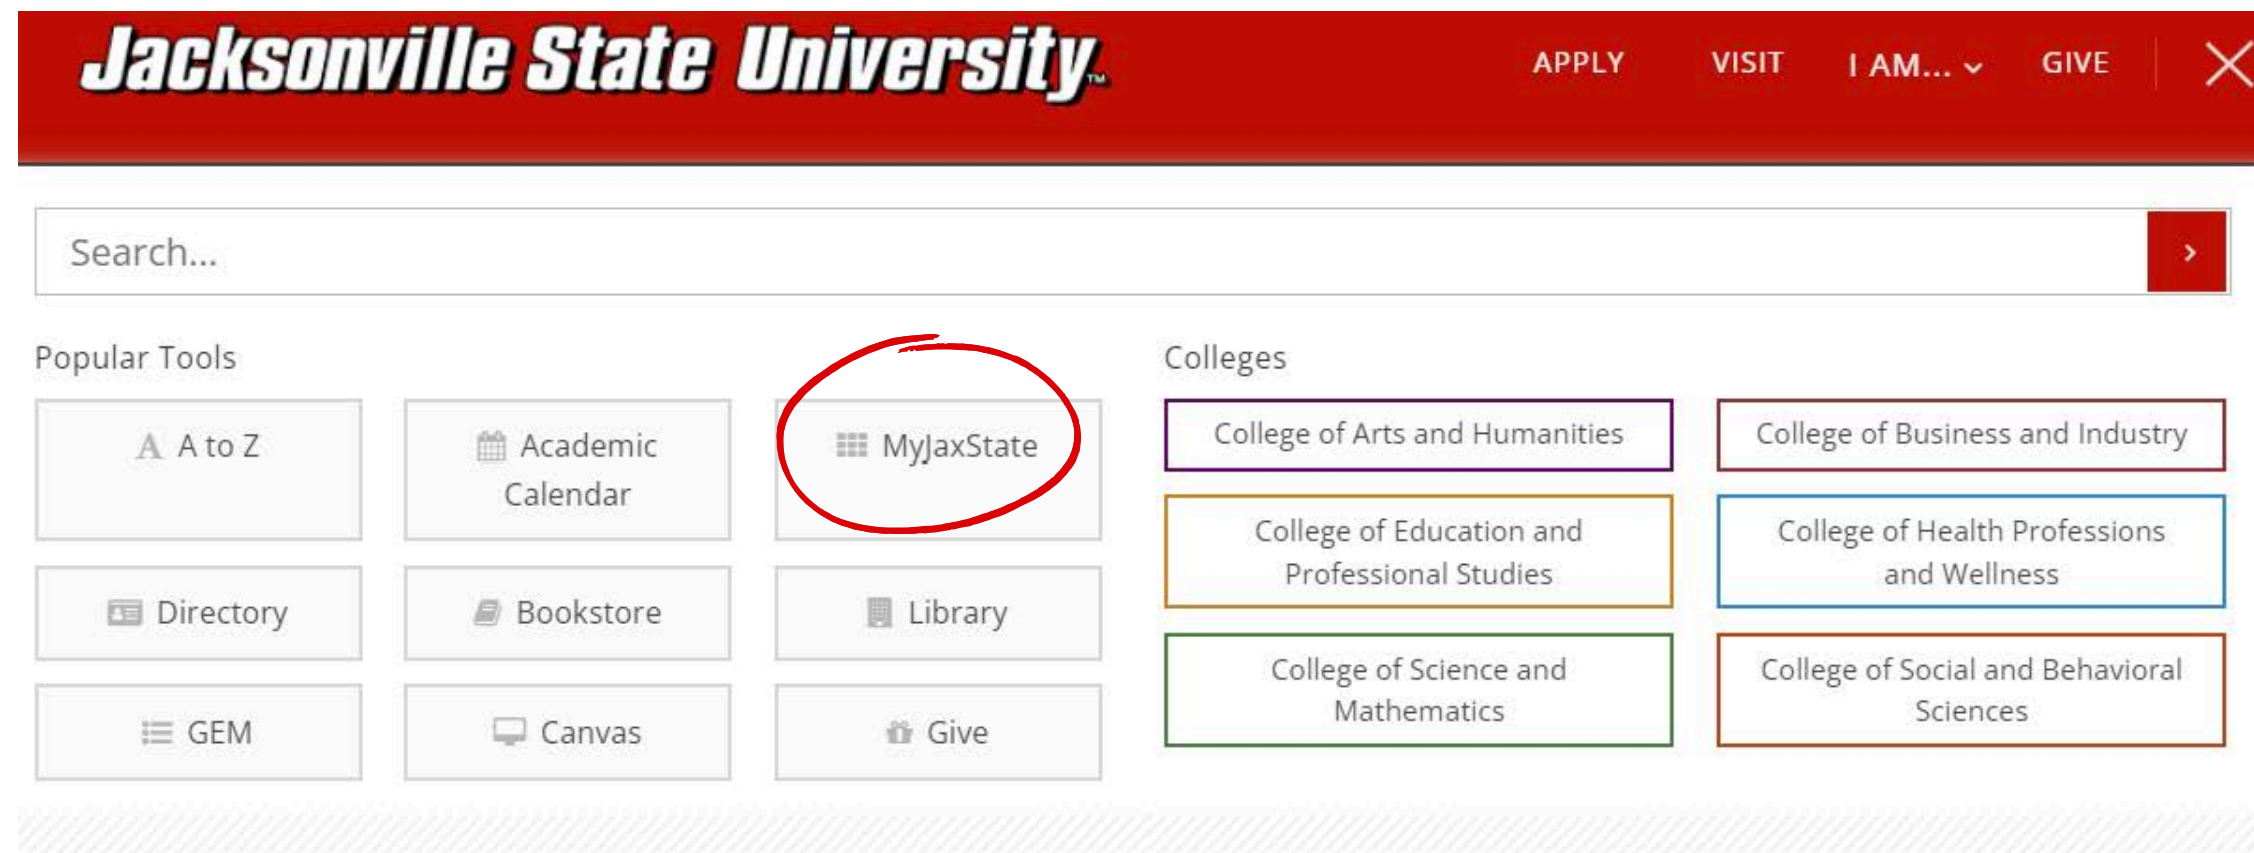 Jacksonville State University™
APPLY VISIT I AM... GIVE
Search...
Popular Tools
A to Z
Academic
Calendar
MyJaxState
Directory
Bookstore
Library
GEM
Canvas
Give
Colleges
College of Arts and Humanities
College of Business and Industry
College of Education and
Professional Studies
College of Health Professions
and Wellness
College of Science and
Mathematics
College of Social and Behavioral
Sciences